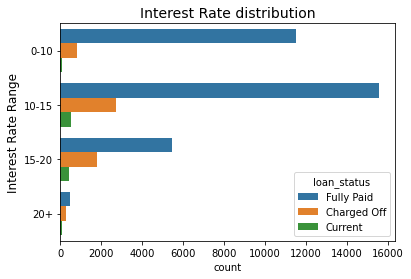 Interest Rate distribution
Interest Rate Range
0-10
10-15
15-20
20+
loan_status
Fully Paid
Charged Off
Current
0 2000 4000 6000 8000 10000 12000 14000 16000
count